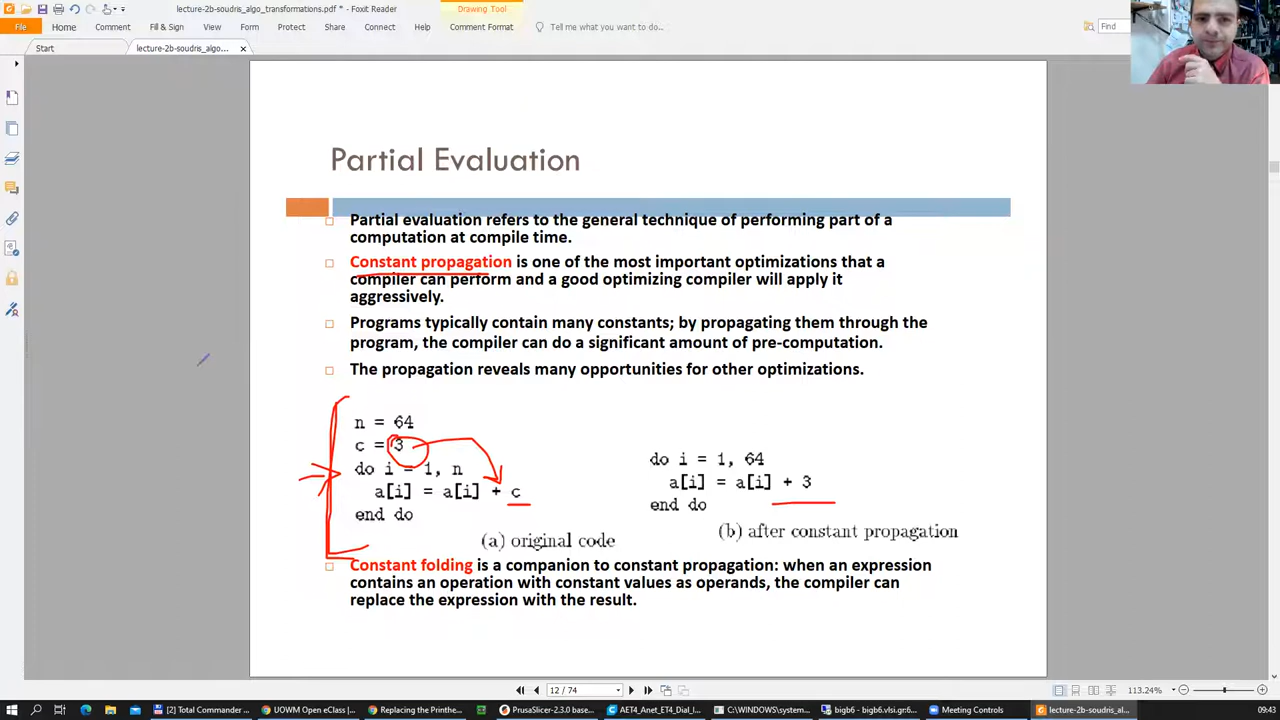 lecture-2b-soudris_algo_transformations.pdf * - Foxit Reader
Drawing Tool
File Home Comment View Form Protect Share Connect Help Comment Format Tell me what you want to do... Find
Start lecture-2b-soudris_algo...
Partial Evaluation
Partial evaluation refers to the general technique of performing part of a
computation at compile time.
Constant propagation is one of the most important optimizations that a
compiler can perform and a good optimizing compiler will apply it
aggressively.
Programs typically contain many constants; by propagating them through the
program, the compiler can do a significant amount of pre-computation.
The propagation reveals many opportunities for other optimizations.
n = 64
c = 3
do i = 1, n
a[i] = a[i] + c
end do
(a) original code
do i = 1, 64
a[i] = a[i] + 3
end do
(b) after constant propagation
Constant folding is a companion to constant propagation: when an expression
contains an operation with constant values as operands, the compiler can
replace the expression with the result.
12 / 74 113.24%
[2] Total Commander ... UOWM Open eClass |... Replacing the Printhe... PrusaSlicer-2.3.0 base... AET4_Anet_ET4_Dial_I... C:\WINDOWS\system... bigb6 - bigb6.vlsi.gr:6... Meeting Controls lecture-2b-soudris_al... 09:43